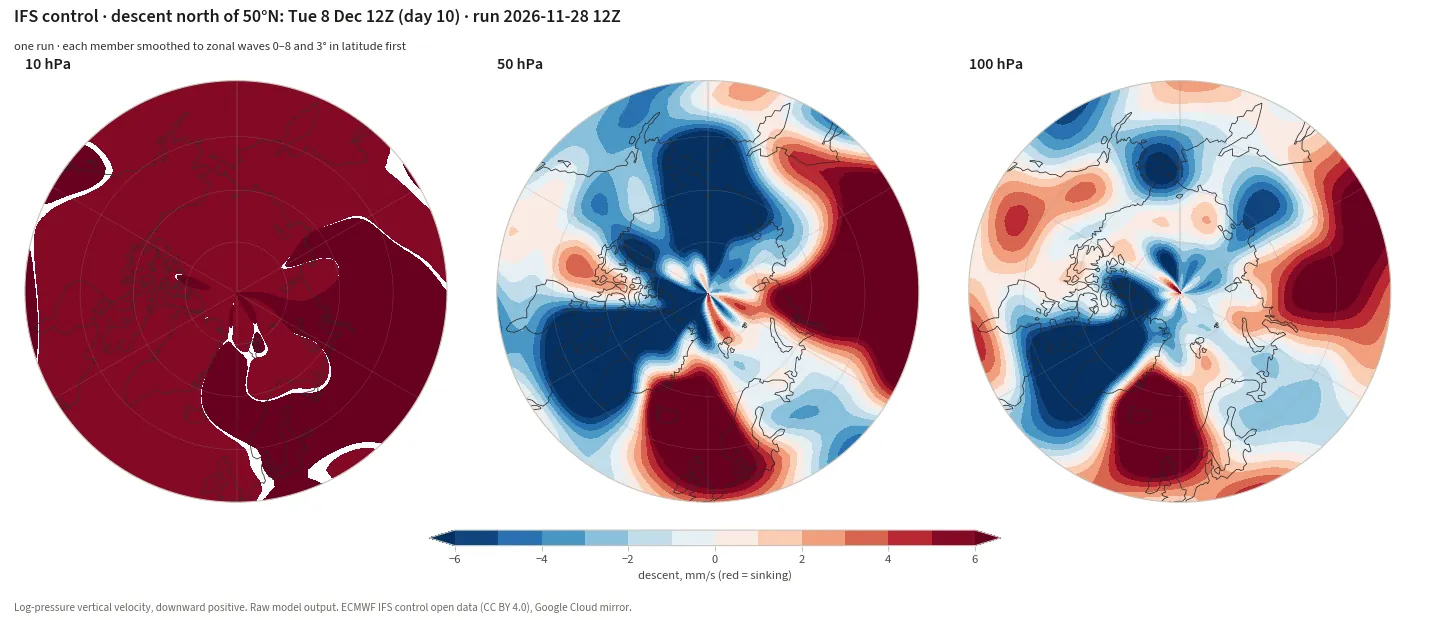 IFS control · descent north of 50°N: Tue 8 Dec 12Z (day 10) · run 2026-11-28 12Z
one run · each member smoothed to zonal waves 0–8 and 3° in latitude first
10 hPa
50 hPa
100 hPa
−6 −4 −2 0 2 4 6
descent, mm/s (red = sinking)
Log-pressure vertical velocity, downward positive. Raw model output. ECMWF IFS control open data (CC BY 4.0), Google Cloud mirror.